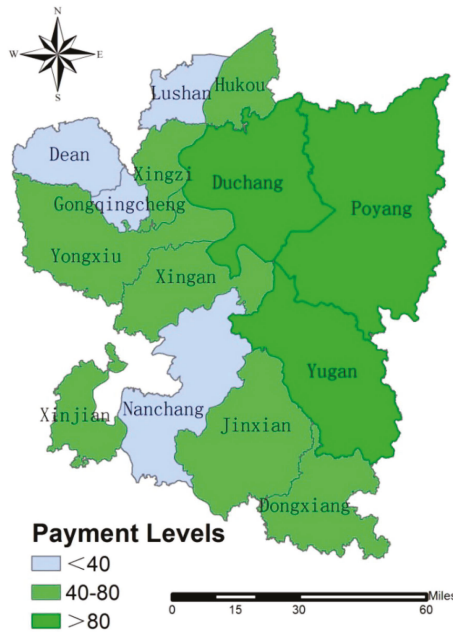 N
W E
S
Lushan
Hukou
Dean
Xingzi
Duchang
Gongqingcheng
Poyang
Yongxiu
Xingan
Yugan
Xinjian
Nanchang
Jinxian
Dongxiang
Payment Levels
<40
40-80
>80
Miles
0 15 30 60